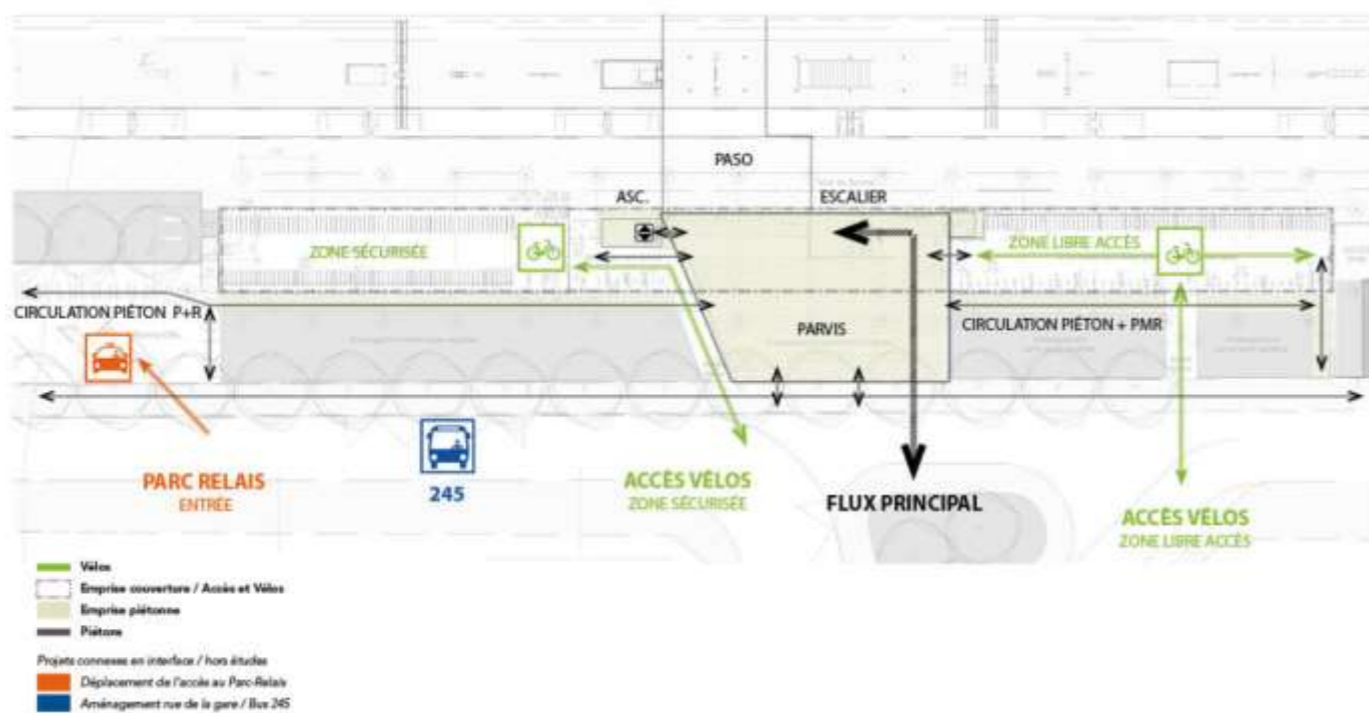 PASO
ASC.
ESCALIER
ZONE SÉCURISÉE
ZONE LIBRE ACCÈS
CIRCULATION PIÉTON P+R
PARVIS
CIRCULATION PIÉTON + PMR
PARC RELAIS
ENTRÉE
245
ACCÈS VÉLOS
ZONE SÉCURISÉE
FLUX PRINCIPAL
ACCÈS VÉLOS
ZONE LIBRE ACCÈS
Vélos
Emprise couverture / Accès et Vélos
Emprise piétonne
Piétons
Projets connexes en interface / hors études
Déplacement de l'accès au Parc-Relais
Aménagement rue de la gare / Bus 245